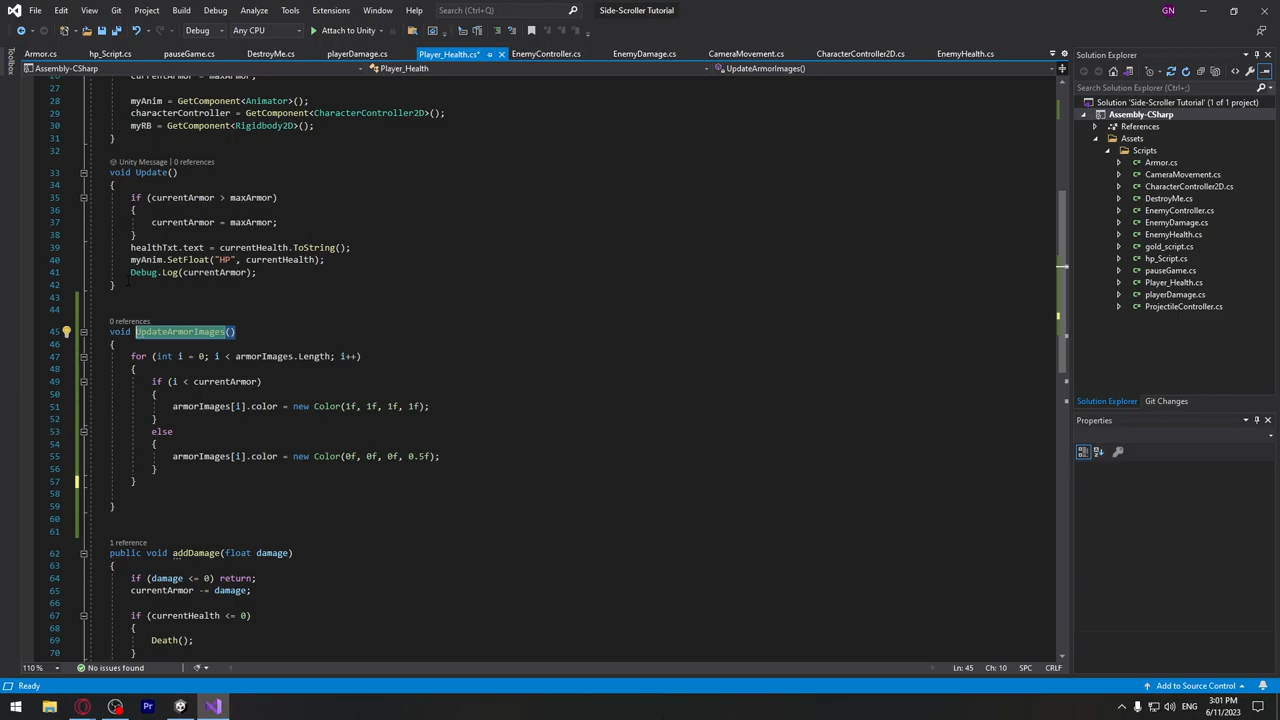 File Edit View Git Project Build Debug Test Analyze Tools Extensions Window Help Search (Ctrl+Q) Side-Scroller Tutorial GN
Debug Any CPU Attach to Unity
Toolbox
Armor.cs hp_Script.cs pauseGame.cs DestroyMe.cs playerDamage.cs Player_Health.cs* EnemyController.cs EnemyDamage.cs CameraMovement.cs CharacterController2D.cs EnemyHealth.cs
Assembly-CSharp Player_Health UpdateArmorImages()
26 currentArmor = maxArmor;
27
28 myAnim = GetComponent<Animator>();
29 characterController = GetComponent<CharacterController2D>();
30 myRB = GetComponent<Rigidbody2D>();
31 }
32
Unity Message | 0 references
33 void Update()
34 {
35 if (currentArmor > maxArmor)
36 {
37 currentArmor = maxArmor;
38 }
39 healthTxt.text = currentHealth.ToString();
40 myAnim.SetFloat("HP", currentHealth);
41 Debug.Log(currentArmor);
42 }
43
44
0 references
45 void UpdateArmorImages()
46 {
47 for (int i = 0; i < armorImages.Length; i++)
48 {
49 if (i < currentArmor)
50 {
51 armorImages[i].color = new Color(1f, 1f, 1f, 1f);
52 }
53 else
54 {
55 armorImages[i].color = new Color(0f, 0f, 0f, 0.5f);
56 }
57 }
58
59 }
60
61
1 reference
62 public void addDamage(float damage)
63 {
64 if (damage <= 0) return;
65 currentArmor -= damage;
66
67 if (currentHealth <= 0)
68 {
69 Death();
70 }
110 % No issues found Ln: 45 Ch: 10 SPC CRLF
Solution Explorer
Search Solution Explorer (Ctrl+;)
Solution 'Side-Scroller Tutorial' (1 of 1 project)
Assembly-CSharp
References
Assets
Scripts
Armor.cs
CameraMovement.cs
CharacterController2D.cs
DestroyMe.cs
EnemyController.cs
EnemyDamage.cs
EnemyHealth.cs
gold_script.cs
hp_Script.cs
pauseGame.cs
Player_Health.cs
playerDamage.cs
ProjectileController.cs
Solution Explorer Git Changes
Properties
Ready Add to Source Control
Pr ENG 3:01 PM
6/11/2023